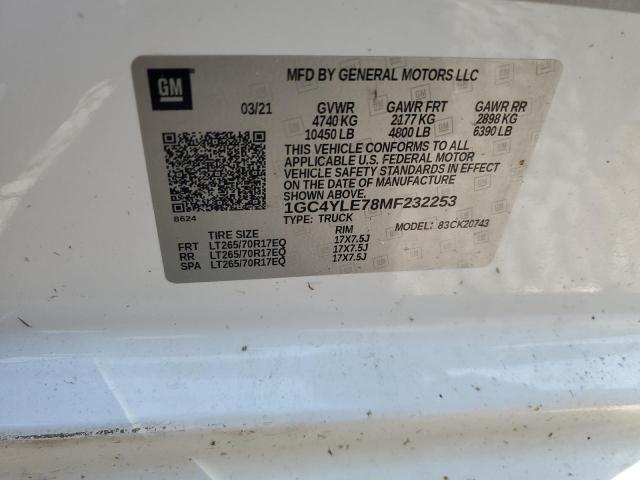 GM
MFD BY GENERAL MOTORS LLC
03/21 GVWR GAWR FRT GAWR RR
4740 KG 2177 KG 2898 KG
10450 LB 4800 LB 6390 LB
THIS VEHICLE CONFORMS TO ALL
APPLICABLE U.S. FEDERAL MOTOR
VEHICLE SAFETY STANDARDS IN EFFECT
ON THE DATE OF MANUFACTURE
SHOWN ABOVE.
1GC4YLE78MF232253
8624
TYPE: TRUCK MODEL: 83CK20743
TIRE SIZE RIM
FRT LT265/70R17EQ 17X7.5J
RR LT265/70R17EQ 17X7.5J
SPA LT265/70R17EQ 17X7.5J